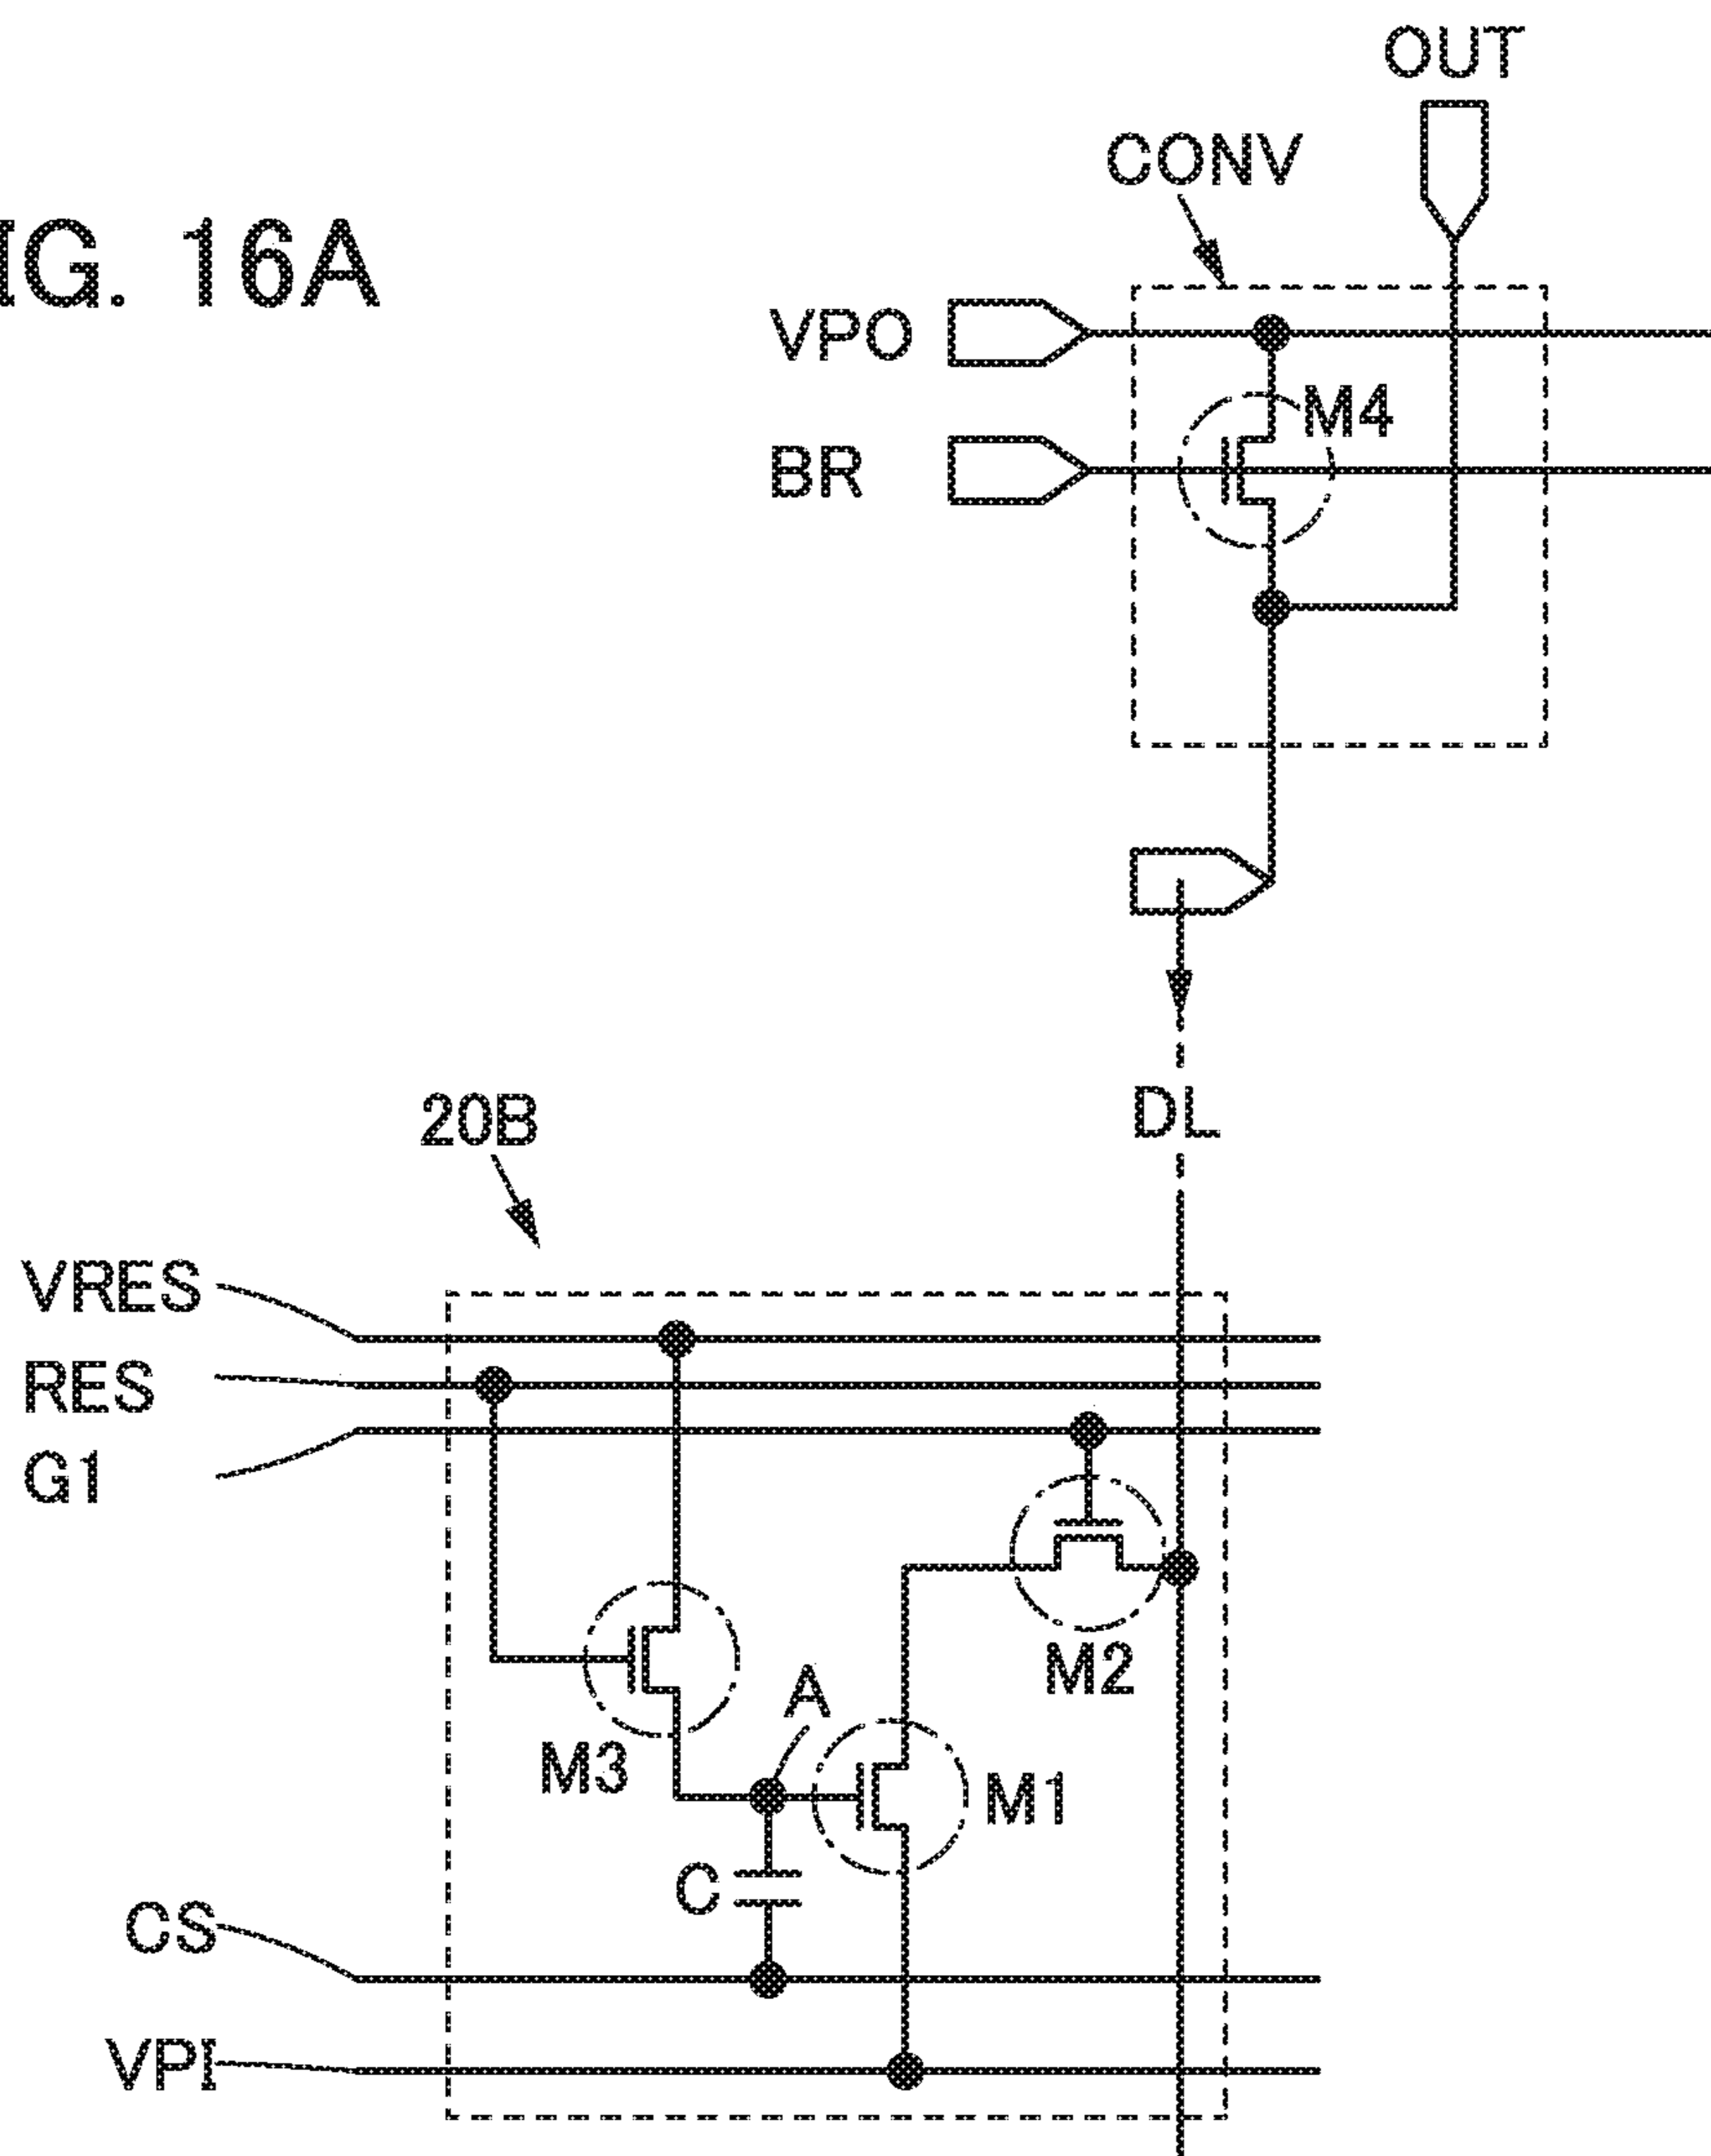 OUT
CONV
IG. 16A
VPO
M4
BR
DL
20B
VRES
RES
G1
M2
A
M3
M1
C
CS
VPI